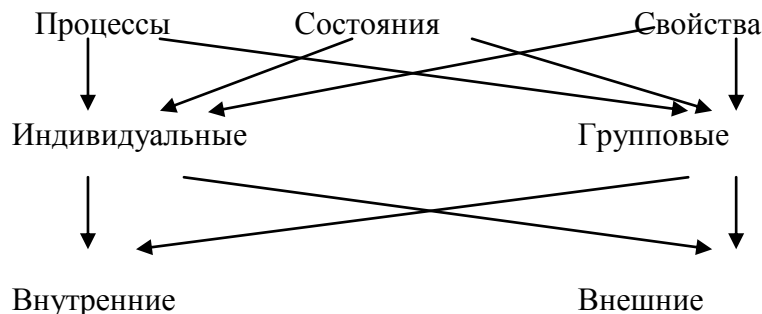 Процессы Состояния Свойства
Индивидуальные Групповые
Внутренние Внешние